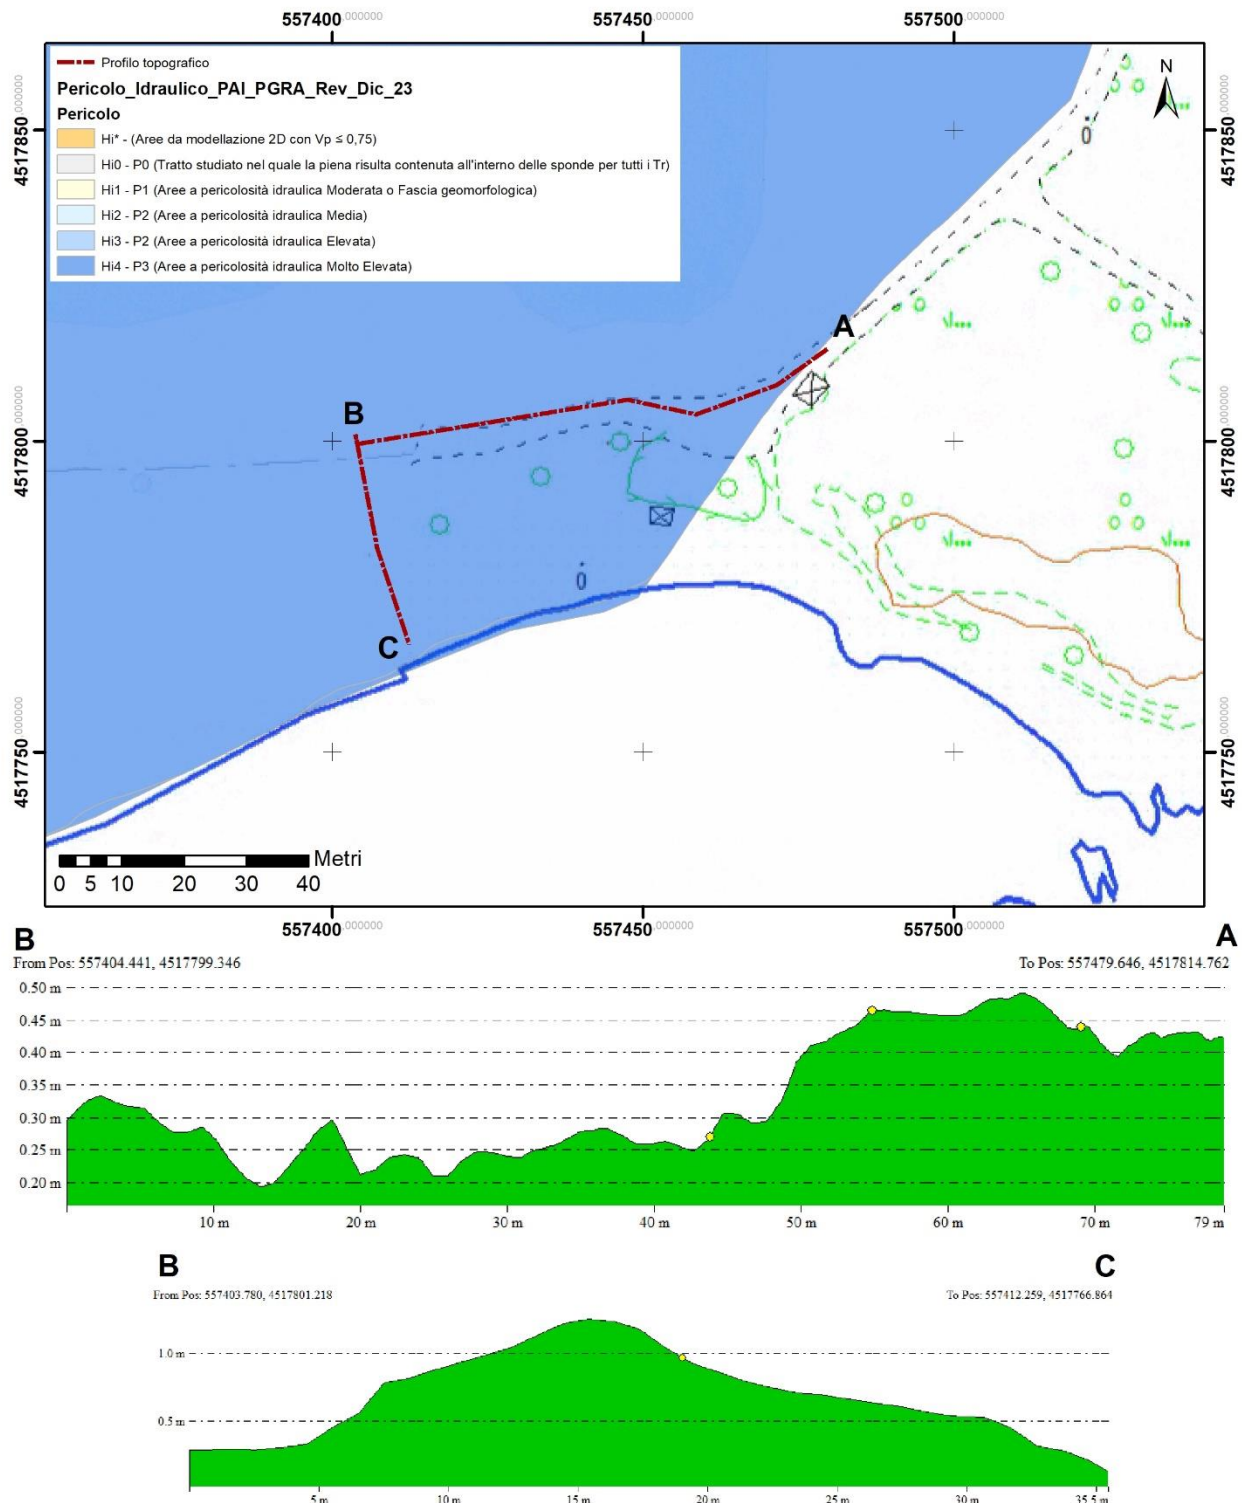 557400.000000 557450.000000 557500.000000
Profilo topografico
Pericolo_Idraulico_PAI_PGRA_Rev_Dic_23
Pericolo
Hi* - (Aree da modellazione 2D con Vp ≤ 0,75)
Hi0 - P0 (Tratto studiato nel quale la piena risulta contenuta all'interno delle sponde per tutti i Tr)
Hi1 - P1 (Aree a pericolosità idraulica Moderata o Fascia geomorfologica)
Hi2 - P2 (Aree a pericolosità idraulica Media)
Hi3 - P2 (Aree a pericolosità idraulica Elevata)
Hi4 - P3 (Aree a pericolosità idraulica Molto Elevata)
N
0
4517850.000000 4517850.000000
A
B
4517800.000000 4517800.000000
0
C
4517750.000000 4517750.000000
Metri
0 5 10 20 30 40
557400.000000 557450.000000 557500.000000
B A
From Pos: 557404.441, 4517799.346 To Pos: 557479.646, 4517814.762
0.50 m
0.45 m
0.40 m
0.35 m
0.30 m
0.25 m
0.20 m
10 m 20 m 30 m 40 m 50 m 60 m 70 m 79 m
B C
From Pos: 557403.780, 4517801.218 To Pos: 557412.259, 4517766.864
1.0 m
0.5 m
5 m 10 m 15 m 20 m 25 m 30 m 35.5 m